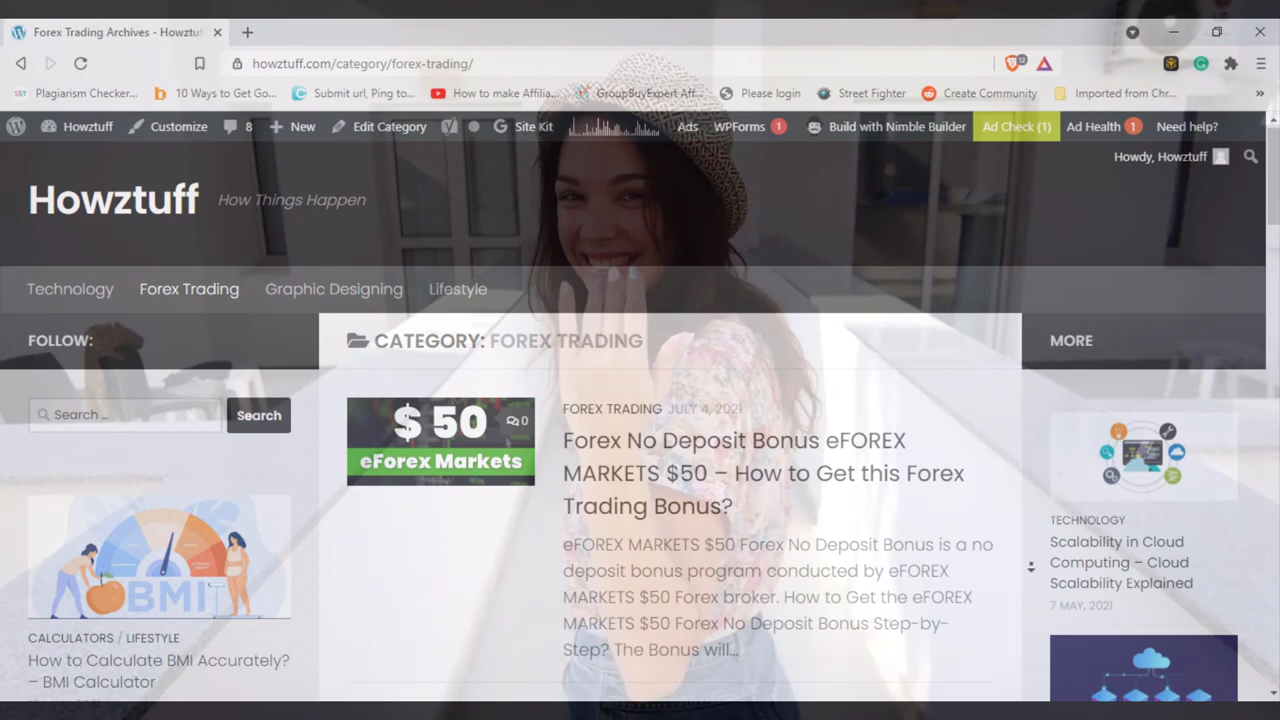 Forex Trading Archives - Howztuf
howztuff.com/category/forex-trading/
12
SST Plagiarism Checker...
10 Ways to Get Go...
Submit url, Ping to...
How to make Affilia...
GroupBuyExpert Aff...
Please login
Street Fighter
Create Community
Imported from Chr...
Howztuff
Customize
8
New
Edit Category
Site Kit
Ads
WPForms 1
Build with Nimble Builder
Ad Check (1)
Ad Health 1
Need help?
Howdy, Howztuff
Howztuff
How Things Happen
Technology
Forex Trading
Graphic Designing
Lifestyle
FOLLOW:
Search ...
Search
BMI
CALCULATORS / LIFESTYLE
How to Calculate BMI Accurately?
– BMI Calculator
CATEGORY: FOREX TRADING
$ 50
0
eForex Markets
FOREX TRADING JULY 4, 2021
Forex No Deposit Bonus eFOREX
MARKETS $50 – How to Get this Forex
Trading Bonus?
eFOREX MARKETS $50 Forex No Deposit Bonus is a no
deposit bonus program conducted by eFOREX
MARKETS $50 Forex broker. How to Get the eFOREX
MARKETS $50 Forex No Deposit Bonus Step-by-
Step? The Bonus will...
MORE
TECHNOLOGY
Scalability in Cloud
Computing – Cloud
Scalability Explained
7 MAY, 2021